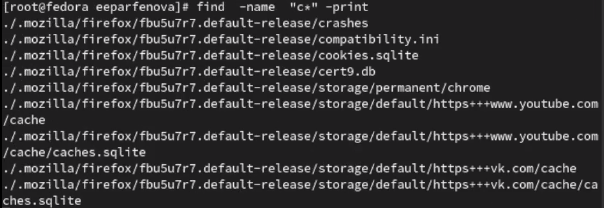 [root@fedora eeparfenova]# find  -name  "c*" -print
./.mozilla/firefox/fbu5u7r7.default-release/crashes
./.mozilla/firefox/fbu5u7r7.default-release/compatibility.ini
./.mozilla/firefox/fbu5u7r7.default-release/cookies.sqlite
./.mozilla/firefox/fbu5u7r7.default-release/cert9.db
./.mozilla/firefox/fbu5u7r7.default-release/storage/permanent/chrome
./.mozilla/firefox/fbu5u7r7.default-release/storage/default/https+++www.youtube.com
/cache
./.mozilla/firefox/fbu5u7r7.default-release/storage/default/https+++www.youtube.com
/cache/caches.sqlite
./.mozilla/firefox/fbu5u7r7.default-release/storage/default/https+++vk.com/cache
./.mozilla/firefox/fbu5u7r7.default-release/storage/default/https+++vk.com/cache/ca
ches.sqlite